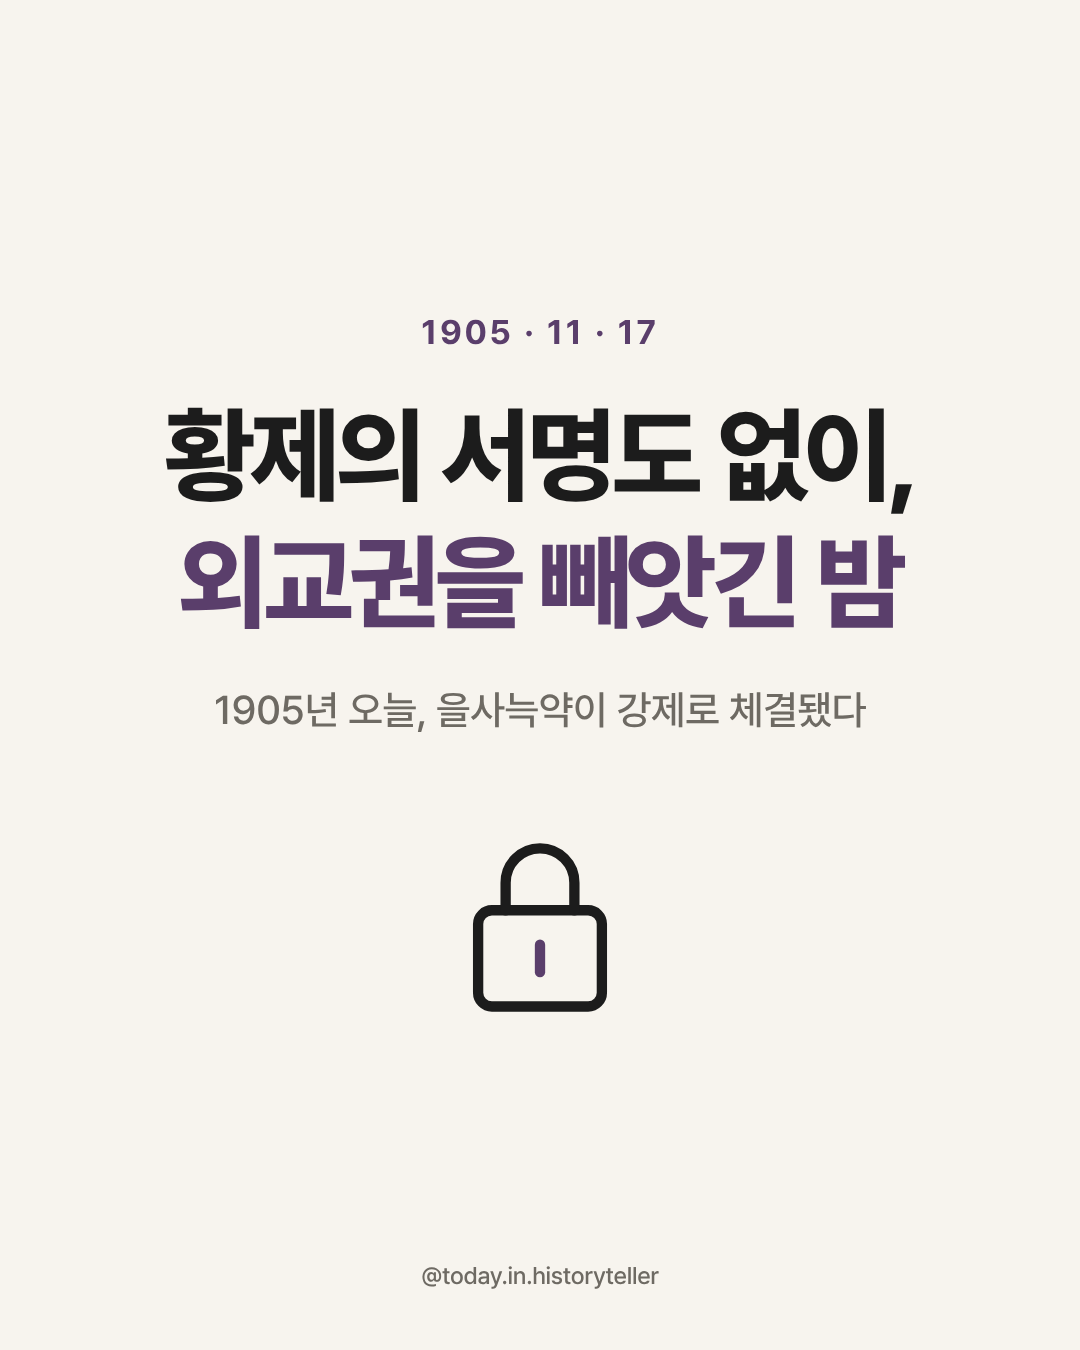 1905 · 11 · 17
황제의 서명도 없이,
외교권을 빼앗긴 밤
1905년 오늘, 을사늑약이 강제로 체결됐다
@today.in.historyteller